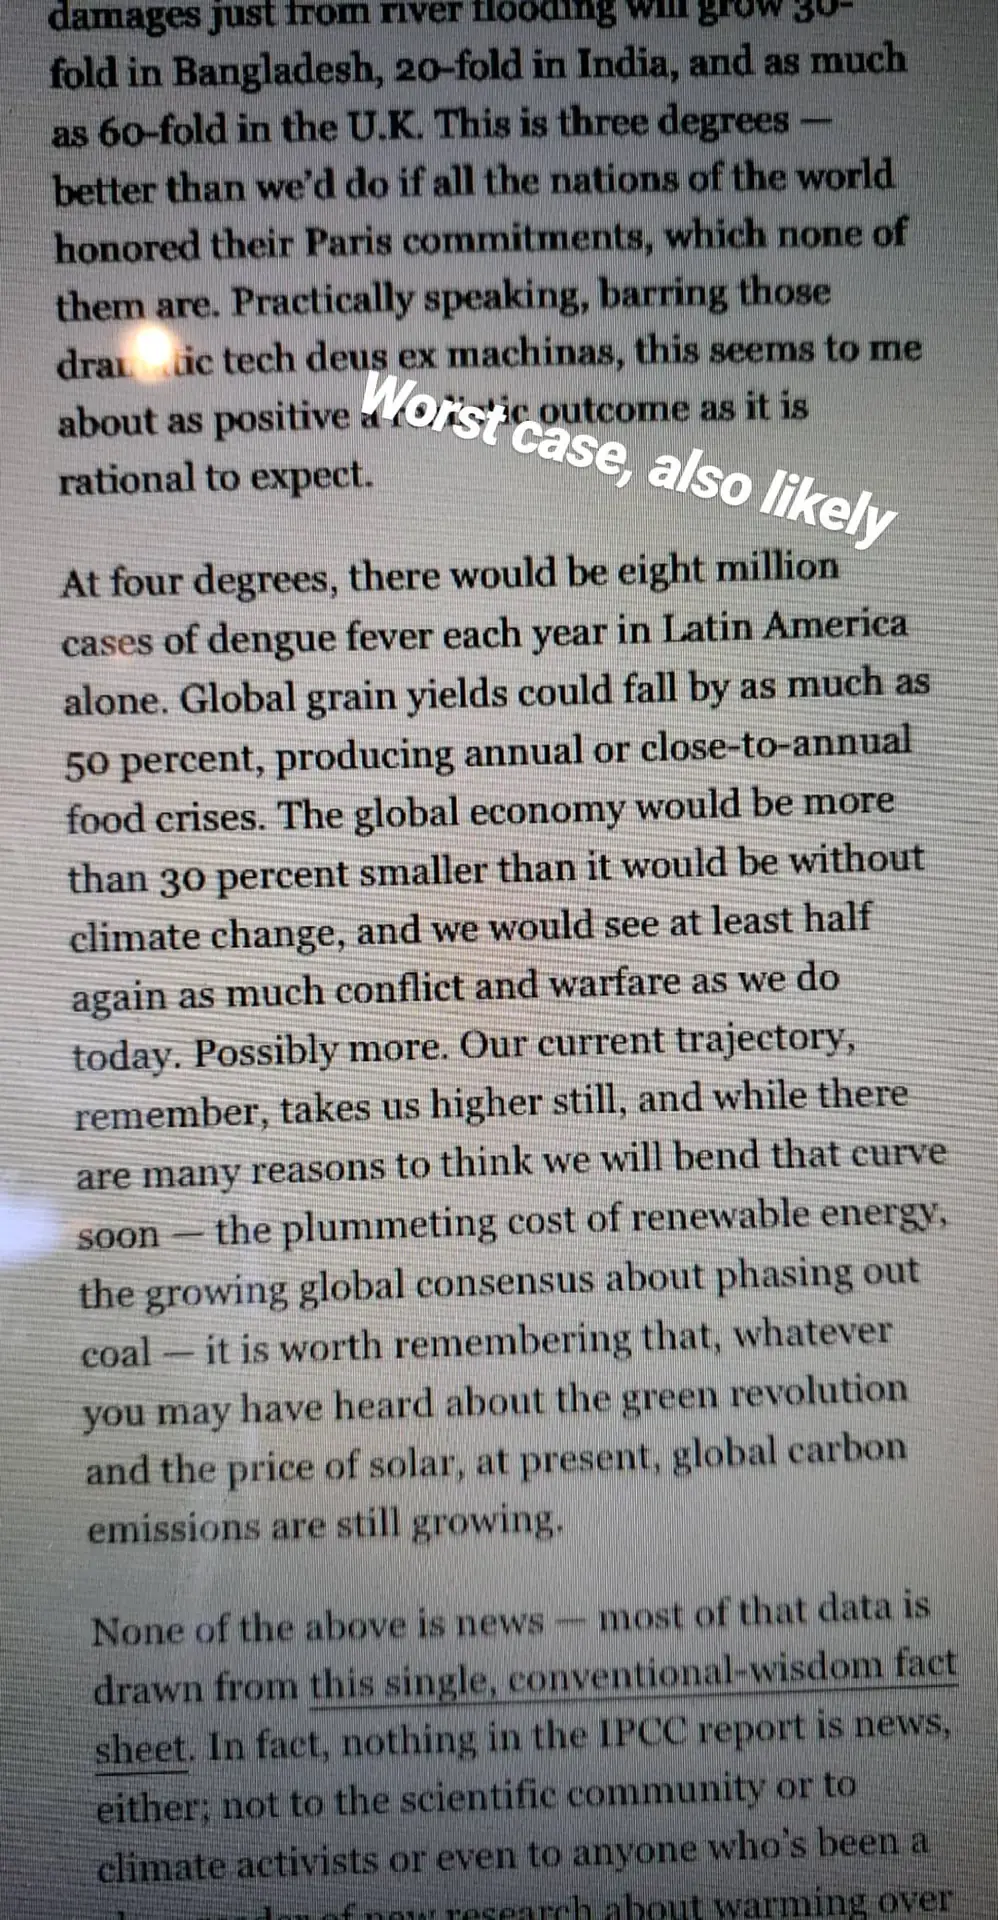 damages just from river flooding will grow 30-
fold in Bangladesh, 20-fold in India, and as much
as 60-fold in the U.K. This is three degrees —
better than we'd do if all the nations of the world
honored their Paris commitments, which none of
them are. Practically speaking, barring those
tic tech deus ex machinas, this seems to me
about as positive outcome as it is
Worst case, also likely
rational to expect.
At four degrees, there would be eight million
cases of dengue fever each year in Latin America
alone. Global grain yields could fall by as much as
50 percent, producing annual or close-to-annual
food crises. The global economy would be more
than 30 percent smaller than it would be without
climate change, and we would see at least half
again as much conflict and warfare as we do
today. Possibly more. Our current trajectory,
remember, takes us higher still, and while there
are many reasons to think we will bend that curve
soon — the plummeting cost of renewable energy,
the growing global consensus about phasing out
coal — it is worth remembering that, whatever
you may have heard about the green revolution
and the price of solar, at present, global carbon
emissions are still growing.
None of the above is news — most of that data is
drawn from this single, conventional-wisdom fact
sheet. In fact, nothing in the IPCC report is news,
either; not to the scientific community or to
climate activists or even to anyone who's been a
of new research about warming over